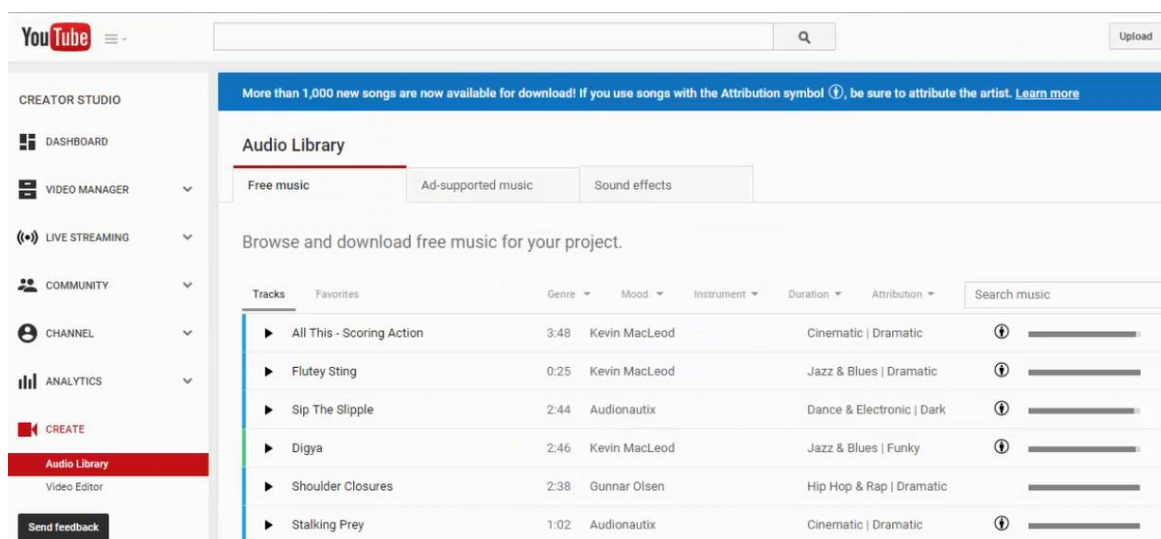 YouTube
Upload
CREATOR STUDIO
DASHBOARD
VIDEO MANAGER
LIVE STREAMING
COMMUNITY
CHANNEL
ANALYTICS
CREATE
Audio Library
Video Editor
Send feedback
More than 1,000 new songs are now available for download! If you use songs with the Attribution symbol , be sure to attribute the artist. Learn more
Audio Library
Free music Ad-supported music Sound effects
Browse and download free music for your project.
Tracks Favorites Genre Mood Instrument Duration Attribution Search music
All This - Scoring Action 3:48 Kevin MacLeod Cinematic | Dramatic
Flutey Sting 0:25 Kevin MacLeod Jazz & Blues | Dramatic
Sip The Slipple 2:44 Audionautix Dance & Electronic | Dark
Digya 2:46 Kevin MacLeod Jazz & Blues | Funky
Shoulder Closures 2:38 Gunnar Olsen Hip Hop & Rap | Dramatic
Stalking Prey 1:02 Audionautix Cinematic | Dramatic